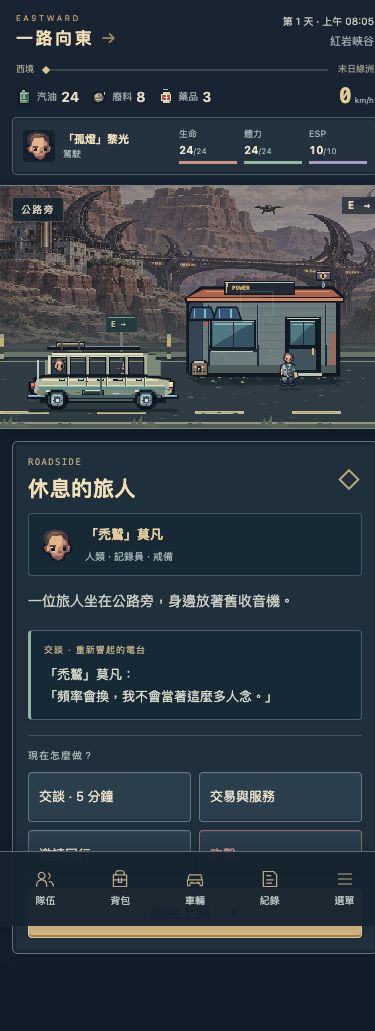 EASTWARD
一路向東 →
第 1 天 · 上午 08:05
紅岩峽谷
西境
末日綠洲
汽油 24
廢料 8
藥品 3
0 km/h
「孤燈」黎光
駕駛
生命
24/24
體力
24/24
ESP
10/10
公路旁
E →
POWER
E →
ROADSIDE
休息的旅人
「禿鷲」莫凡
人類 · 記錄員 · 戒備
一位旅人坐在公路旁，身邊放著舊收音機。
交談 · 重新響起的電台
「禿鷲」莫凡：
「頻率會換，我不會當著這麼多人念。」
現在怎麼做？
交談 · 5 分鐘
交易與服務
邀請同行
攻擊
隊伍
背包
車輛
紀錄
選單